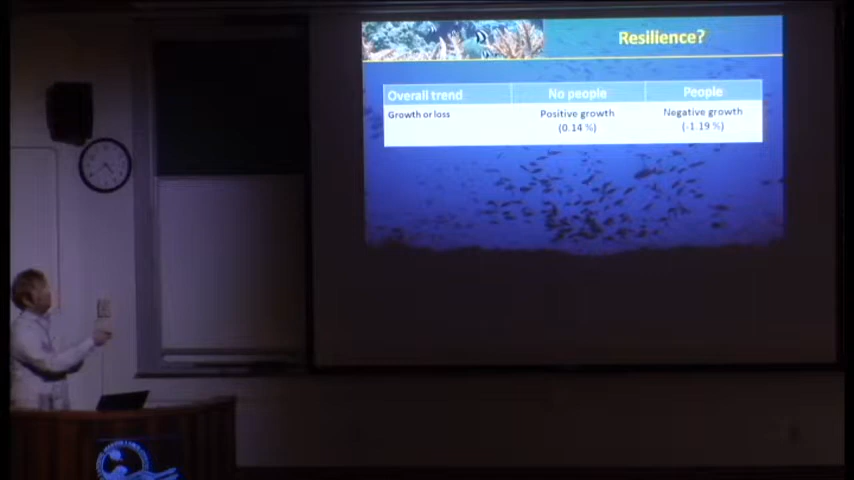 Resilience?
Overall trend No people People
Growth or loss Positive growth Negative growth
(0.14 %) (-1.19 %)